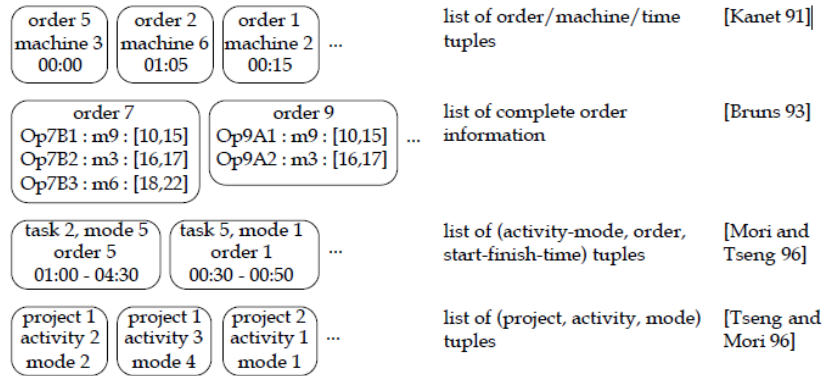 order 5
machine 3
00:00
order 2
machine 6
01:05
order 1
machine 2
00:15
...
list of order/machine/time
tuples
[Kanet 91]
order 7
Op7B1 : m9 : [10,15]
Op7B2 : m3 : [16,17]
Op7B3 : m6 : [18,22]
order 9
Op9A1 : m9 : [10,15]
Op9A2 : m3 : [16,17]
...
list of complete order
information
[Bruns 93]
task 2, mode 5
order 5
01:00 - 04:30
task 5, mode 1
order 1
00:30 - 00:50
...
list of (activity-mode, order,
start-finish-time) tuples
[Mori and
Tseng 96]
project 1
activity 2
mode 2
project 1
activity 3
mode 4
project 2
activity 1
mode 1
...
list of (project, activity, mode)
tuples
[Tseng and
Mori 96]